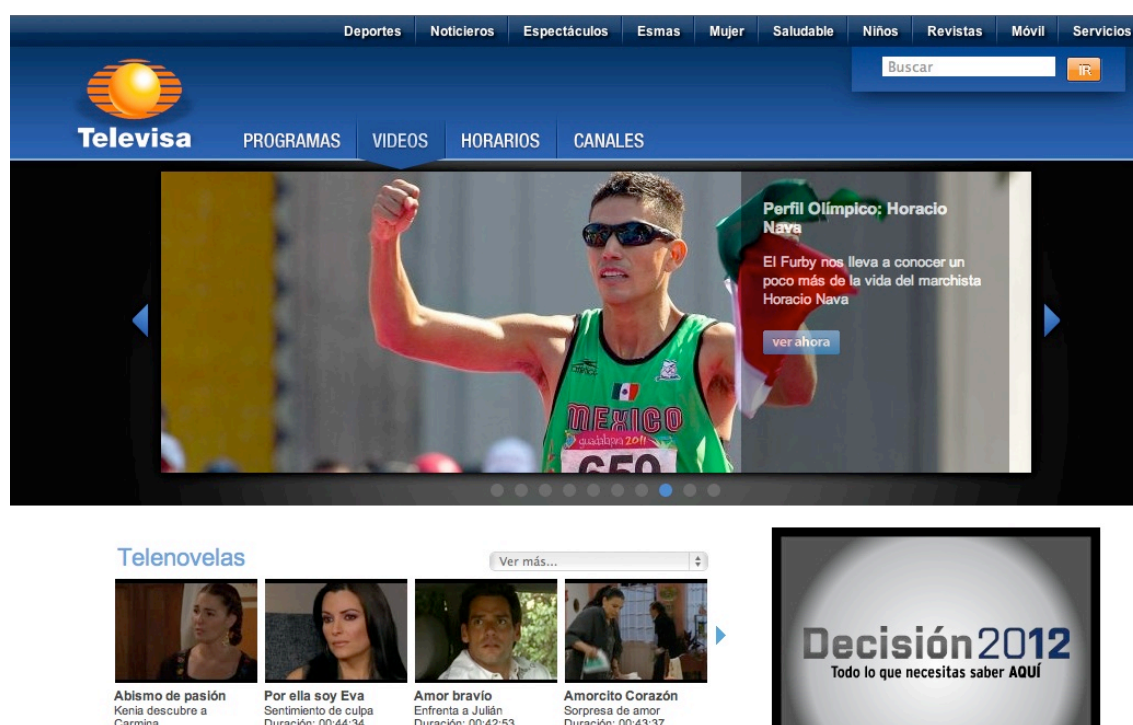 Deportes Noticieros Espectáculos Esmas Mujer Saludable Niños Revistas Móvil Servicios
Buscar
iR
Televisa
PROGRAMAS VIDEOS HORARIOS CANALES
Perfil Olímpico: Horacio
Nava
El Furby nos lleva a conocer un
poco más de la vida del marchista
Horacio Nava
ver ahora
MEXICO
guadalajara 2011
659
Telenovelas
Ver más...
Decisión2012
Todo lo que necesitas saber AQUÍ
Abismo de pasión Por ella soy Eva Amor bravío Amorcito Corazón
Kenia descubre a Sentimiento de culpa Enfrenta a Julián Sorpresa de amor
Carmina Duración: 00:44:34 Duración: 00:42:53 Duración: 00:43:37